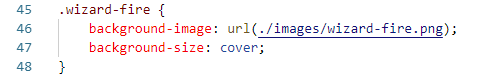 45 .wizard-fire {
46     background-image: url(./images/wizard-fire.png);
47     background-size: cover;
48 }